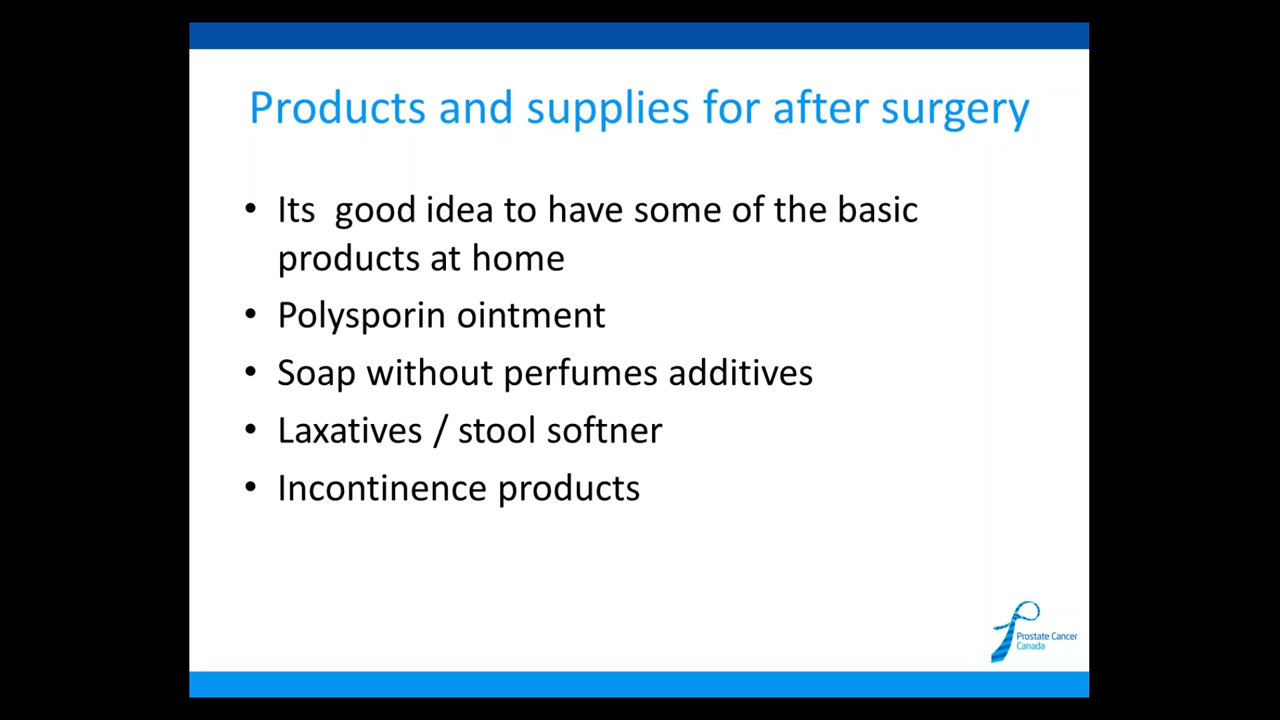 Products and supplies for after surgery
• Its  good idea to have some of the basic
products at home
• Polysporin ointment
• Soap without perfumes additives
• Laxatives / stool softner
• Incontinence products
Prostate Cancer
Canada